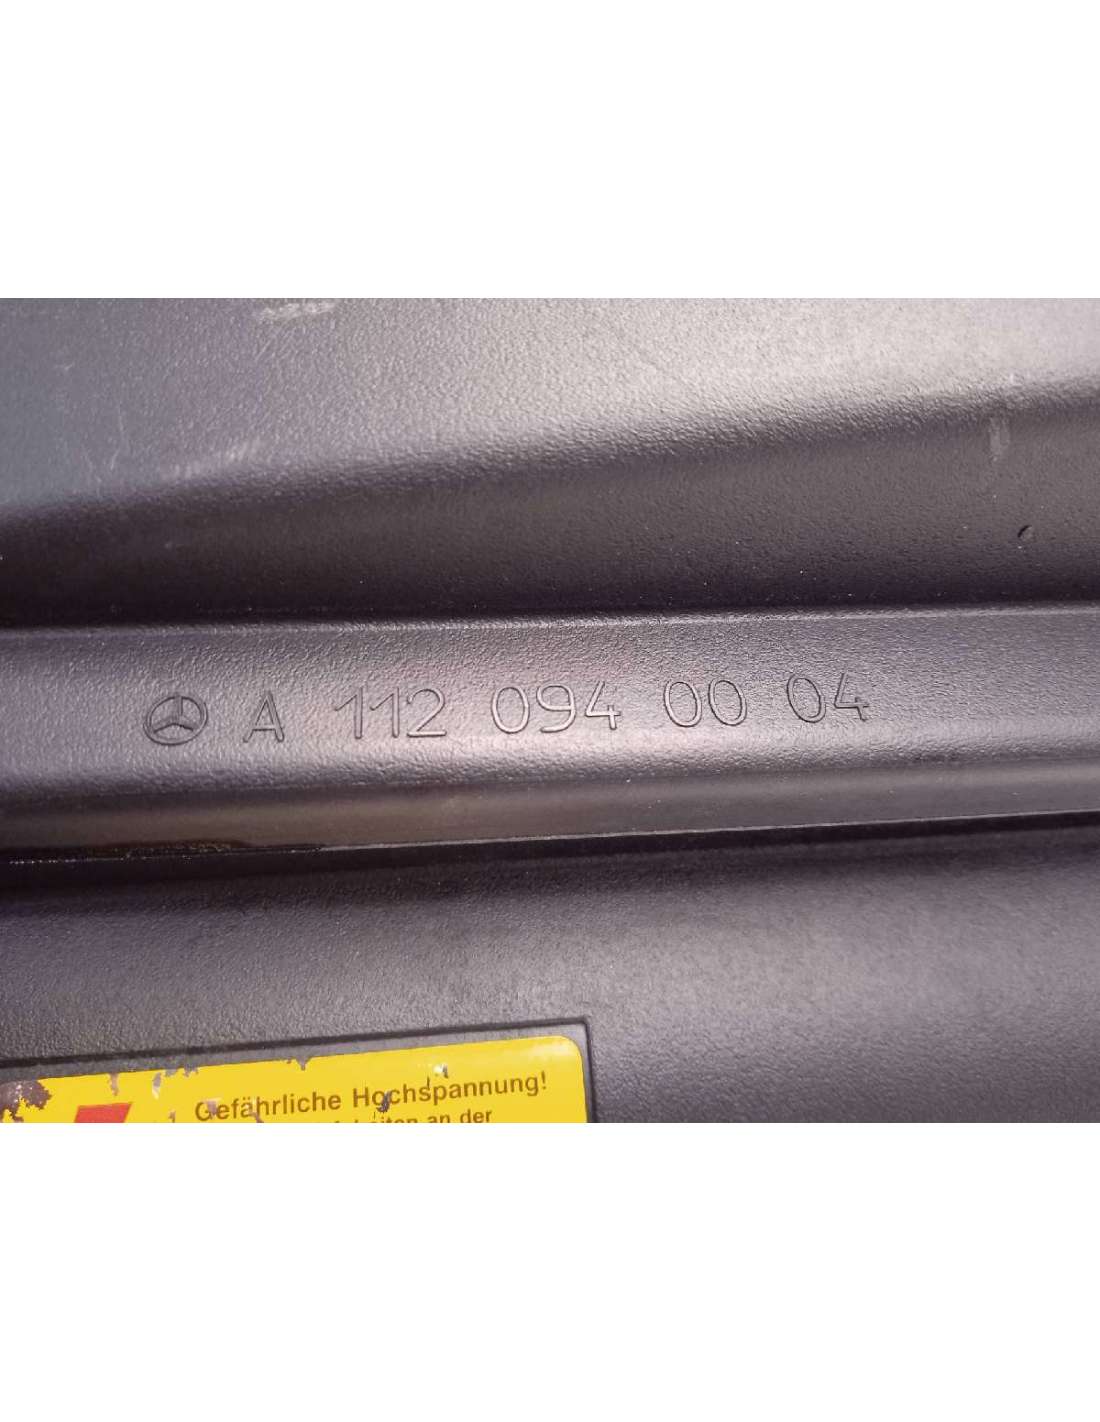 A 112 094 00 04
Gefährliche Hochspannung!
an der